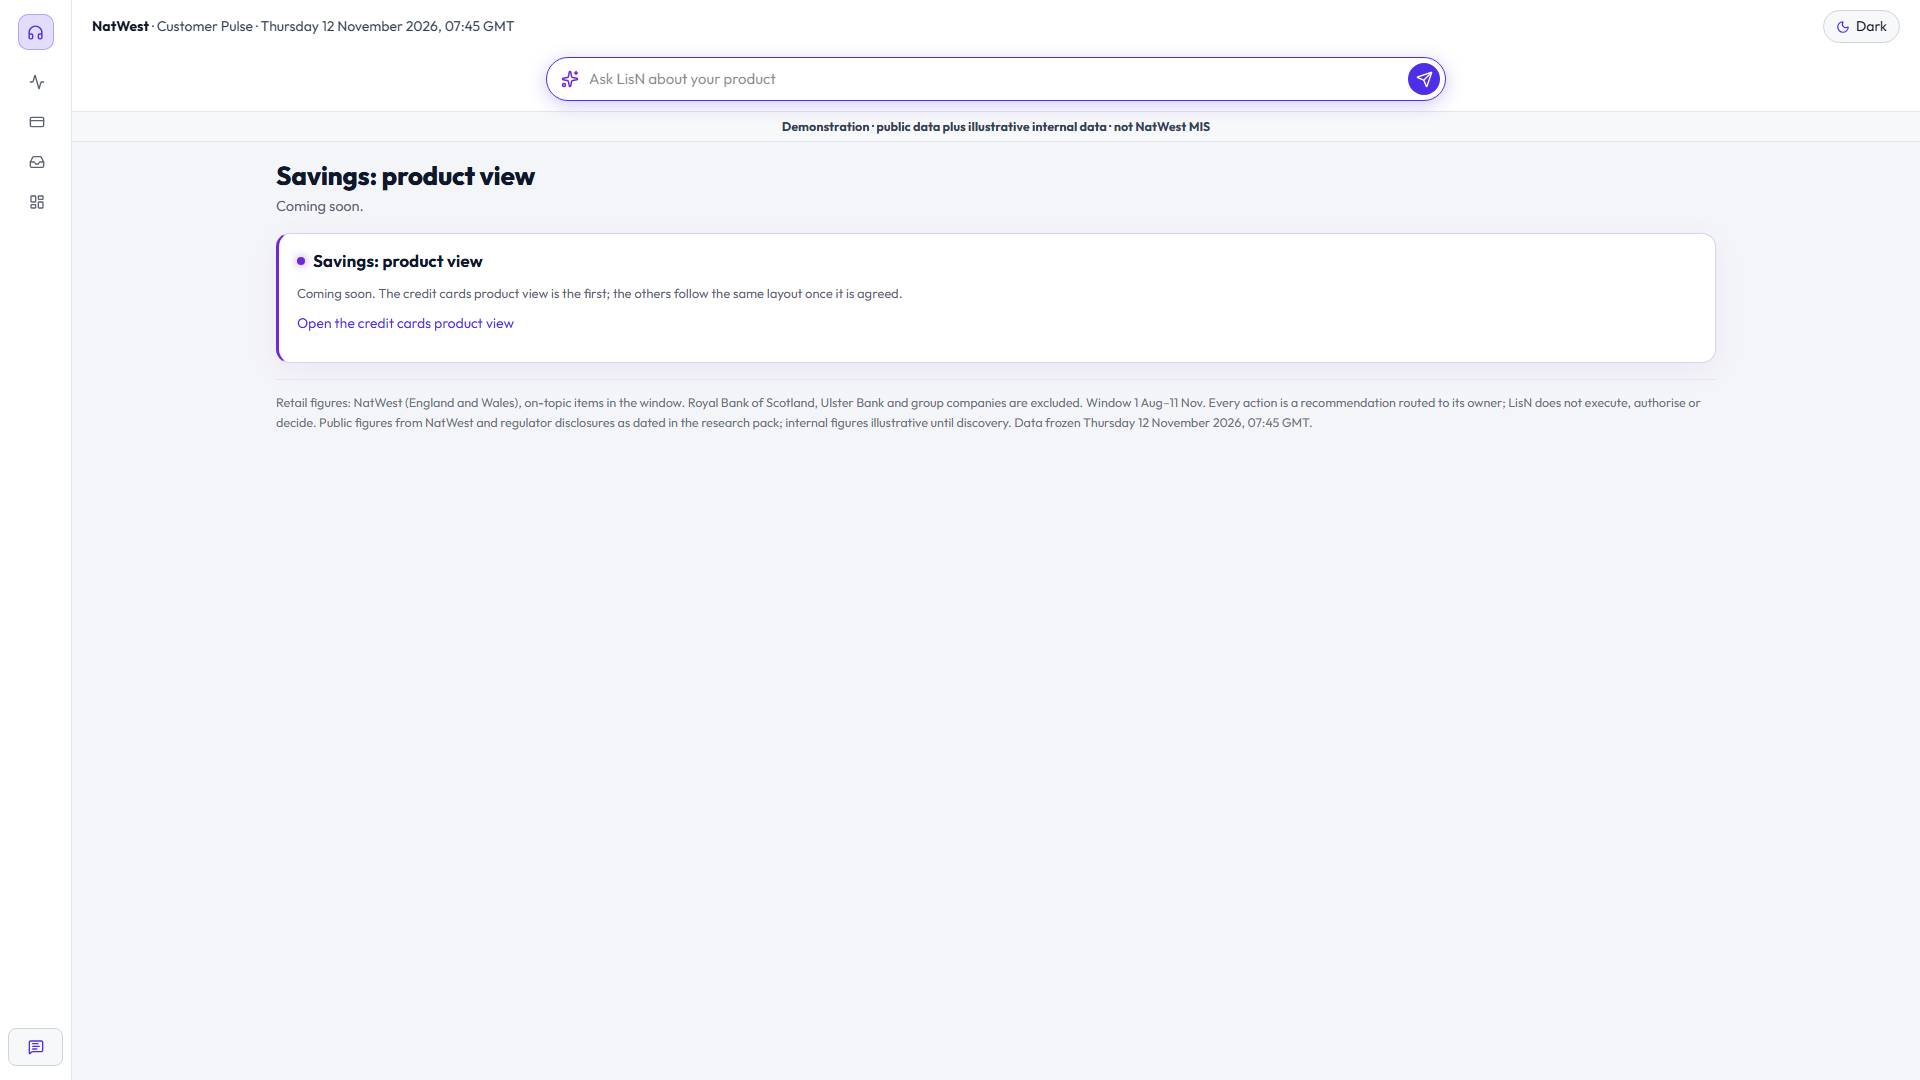 NatWest · Customer Pulse · Thursday 12 November 2026, 07:45 GMT
Dark
Ask LisN about your product
Demonstration · public data plus illustrative internal data · not NatWest MIS
Savings: product view
Coming soon.
Savings: product view
Coming soon. The credit cards product view is the first; the others follow the same layout once it is agreed.
Open the credit cards product view
Retail figures: NatWest (England and Wales), on-topic items in the window. Royal Bank of Scotland, Ulster Bank and group companies are excluded. Window 1 Aug–11 Nov. Every action is a recommendation routed to its owner; LisN does not execute, authorise or
decide. Public figures from NatWest and regulator disclosures as dated in the research pack; internal figures illustrative until discovery. Data frozen Thursday 12 November 2026, 07:45 GMT.